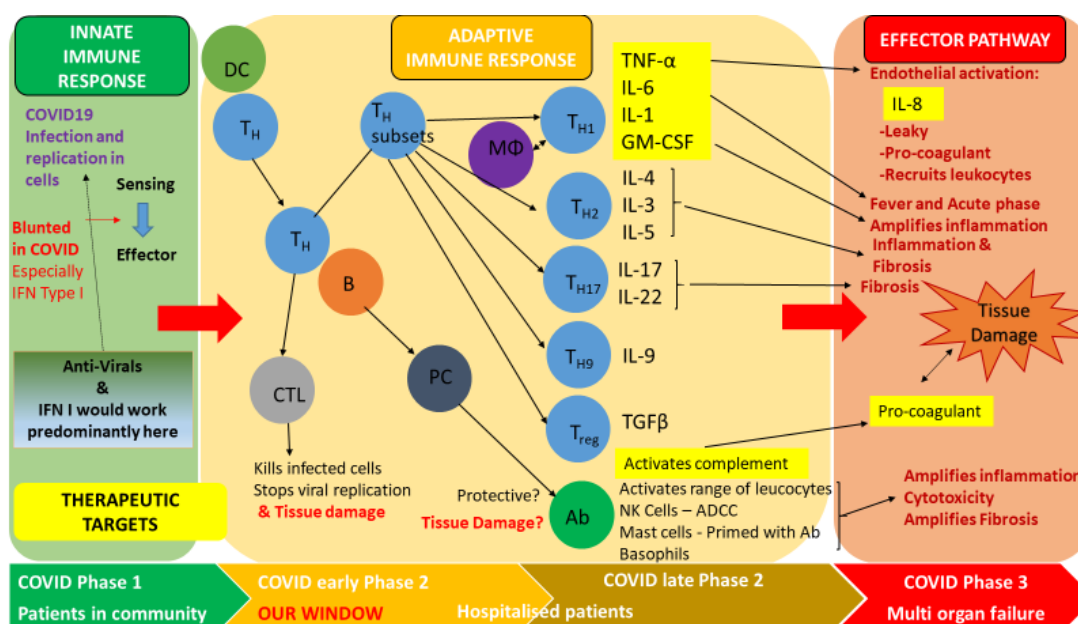 INNATE
IMMUNE
RESPONSE
COVID19
Infection and
replication in
cells
Sensing
Blunted
in COVID
Especially
IFN Type I
Effector
Anti-Virals
&
IFN I would work
predominantly here
THERAPEUTIC
TARGETS
ADAPTIVE
IMMUNE RESPONSE
DC
TH
TH
subsets
MΦ
TH1
TNF-α
IL-6
IL-1
GM-CSF
TH2
IL-4
IL-3
IL-5
TH
B
TH17
IL-17
IL-22
CTL
PC
TH9
IL-9
Treg
TGFβ
Kills infected cells
Stops viral replication
& Tissue damage
Protective?
Tissue Damage?
Ab
Activates complement
Activates range of leucocytes
NK Cells – ADCC
Mast cells - Primed with Ab
Basophils
EFFECTOR PATHWAY
Endothelial activation:
IL-8
-Leaky
-Pro-coagulant
-Recruits leukocytes
Fever and Acute phase
Amplifies inflammation
Inflammation &
Fibrosis
Fibrosis
Tissue
Damage
Pro-coagulant
Amplifies inflammation
Cytotoxicity
Amplifies Fibrosis
COVID Phase 1
Patients in community
COVID early Phase 2
OUR WINDOW
COVID late Phase 2
Hospitalised patients
COVID Phase 3
Multi organ failure